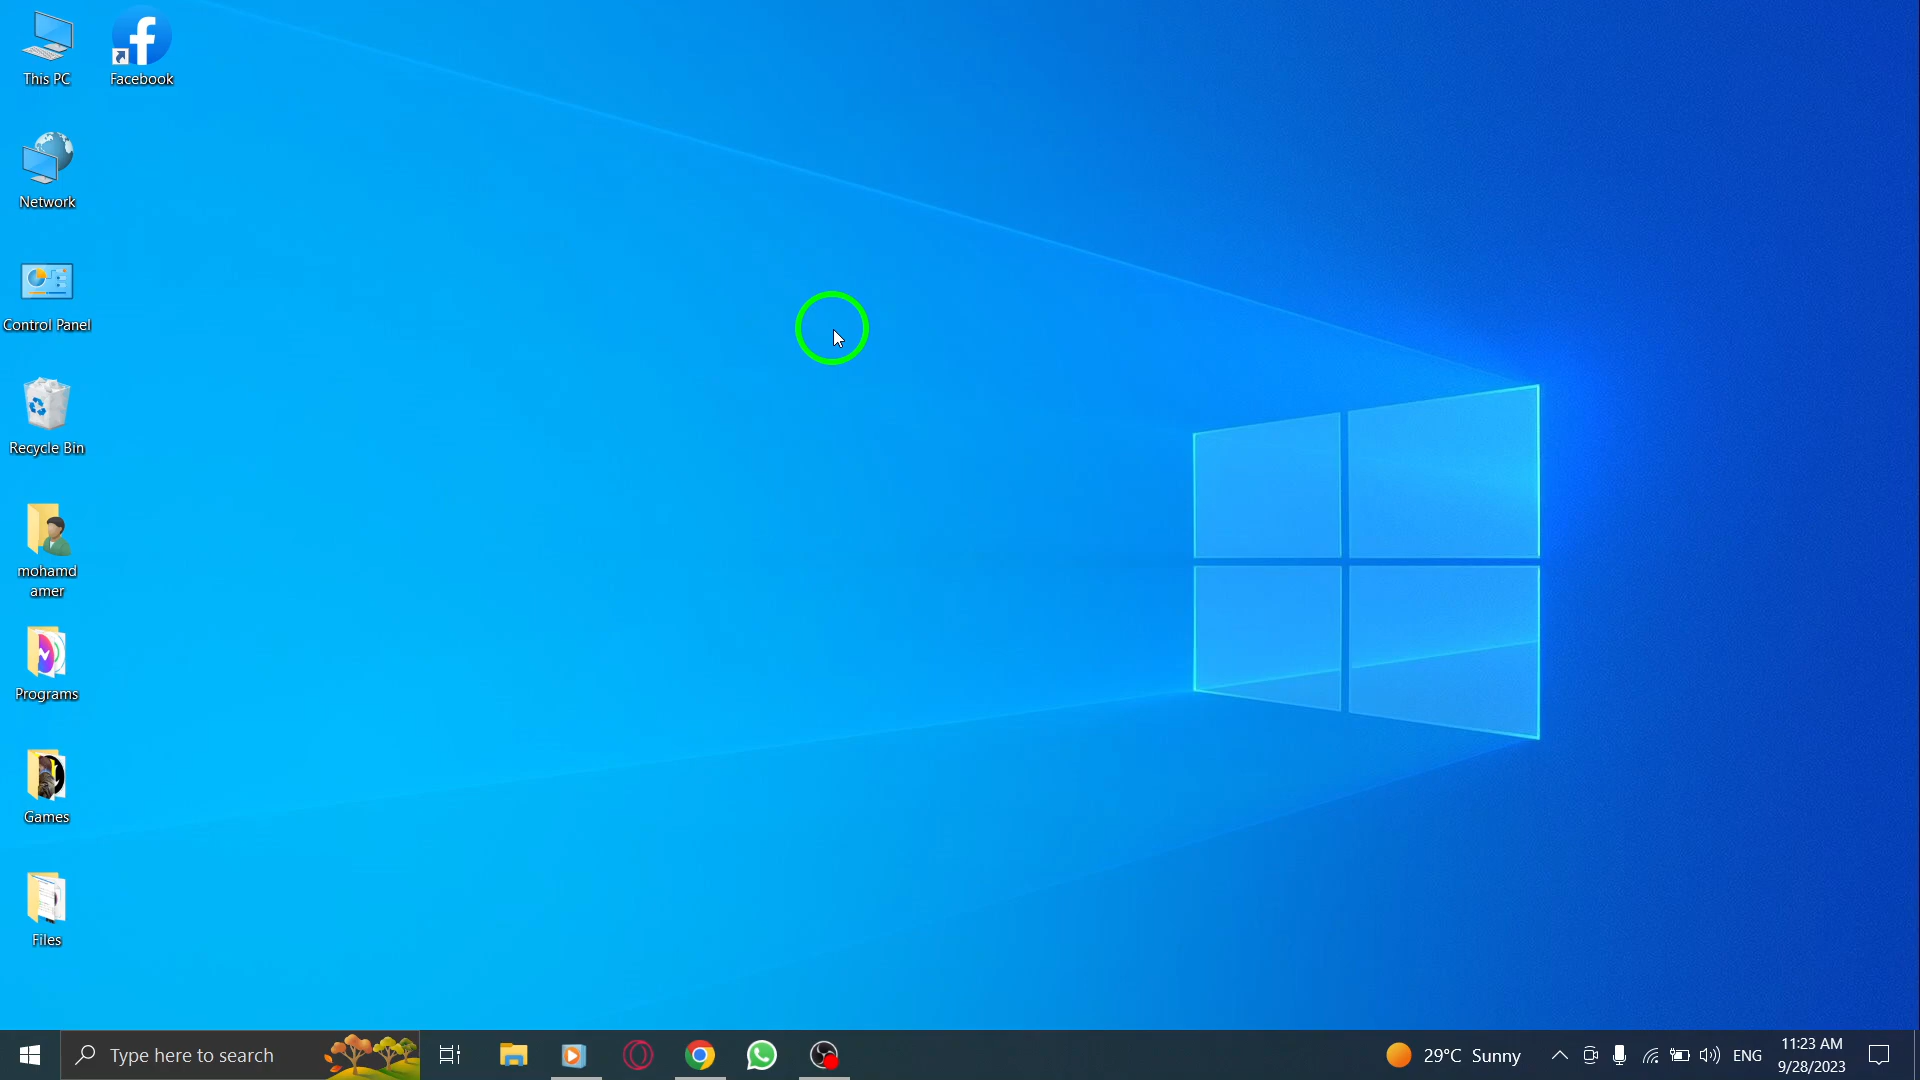 This PC
Facebook
Network
Control Panel
Recycle Bin
mohamd
amer
Programs
Games
Files
Type here to search
29°C Sunny
ENG
11:23 AM
9/28/2023